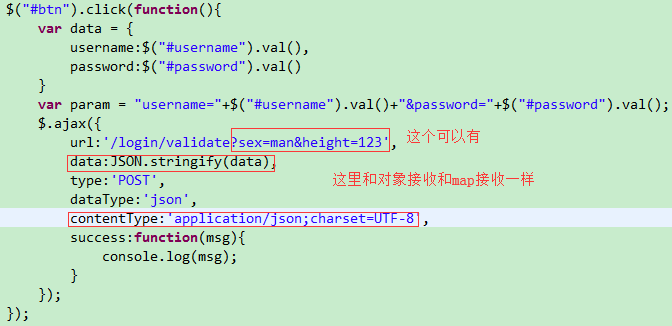 $("#btn").click(function(){
var data = {
username:$("#username").val(),
password:$("#password").val()
}
var param = "username="+$("#username").val()+"&password="+$("#password").val();
$.ajax({
url:'/login/validate?sex=man&height=123', 这个可以有
data:JSON.stringify(data),
type:'POST', 这里和对象接收和map接收一样
dataType:'json',
contentType:'application/json;charset=UTF-8',
success:function(msg){
console.log(msg);
}
});
});